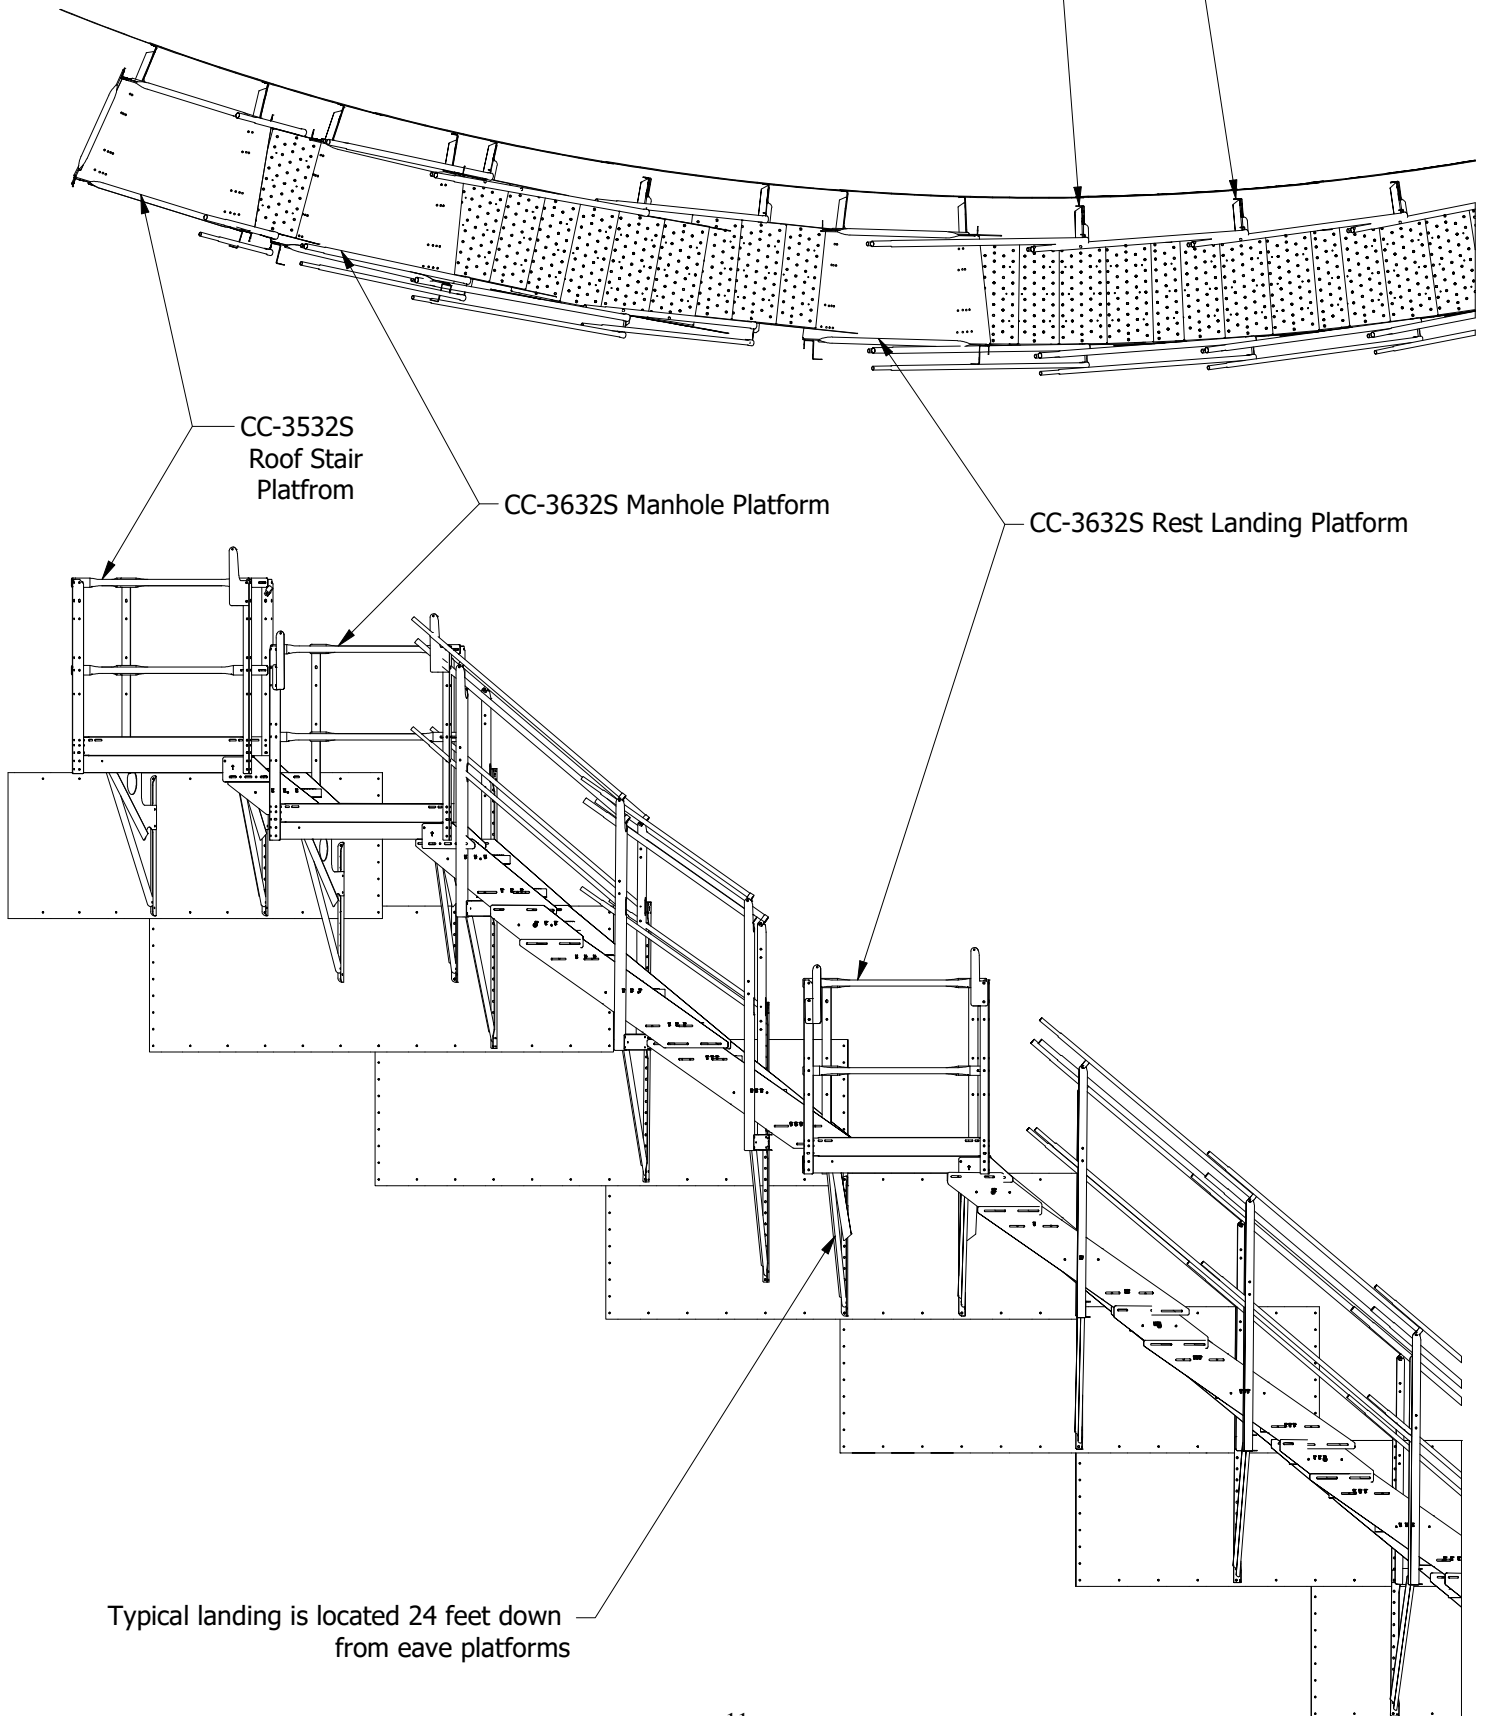 CC-3532S
Roof Stair
Platfrom
CC-3632S Manhole Platform
CC-3632S Rest Landing Platform
Typical landing is located 24 feet down
from eave platforms